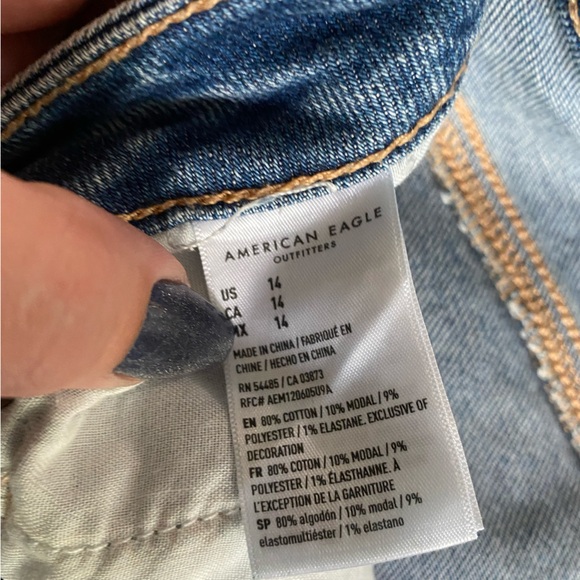 AMERICAN EAGLE
OUTFITTERS
US 14
CA 14
MX 14
MADE IN CHINA / FABRIQUÉ EN
CHINE / HECHO EN CHINA
RN 54485 / CA 03873
RFC# AEM120605U9A
EN 80% COTTON / 10% MODAL / 9%
POLYESTER / 1% ELASTANE. EXCLUSIVE OF
DECORATION
FR 80% COTON / 10% MODAL / 9%
POLYESTER / 1% ÉLASTHANNE. À
L'EXCEPTION DE LA GARNITURE
SP 80% algodón / 10% modal / 9%
elastomultiéster / 1% elastano